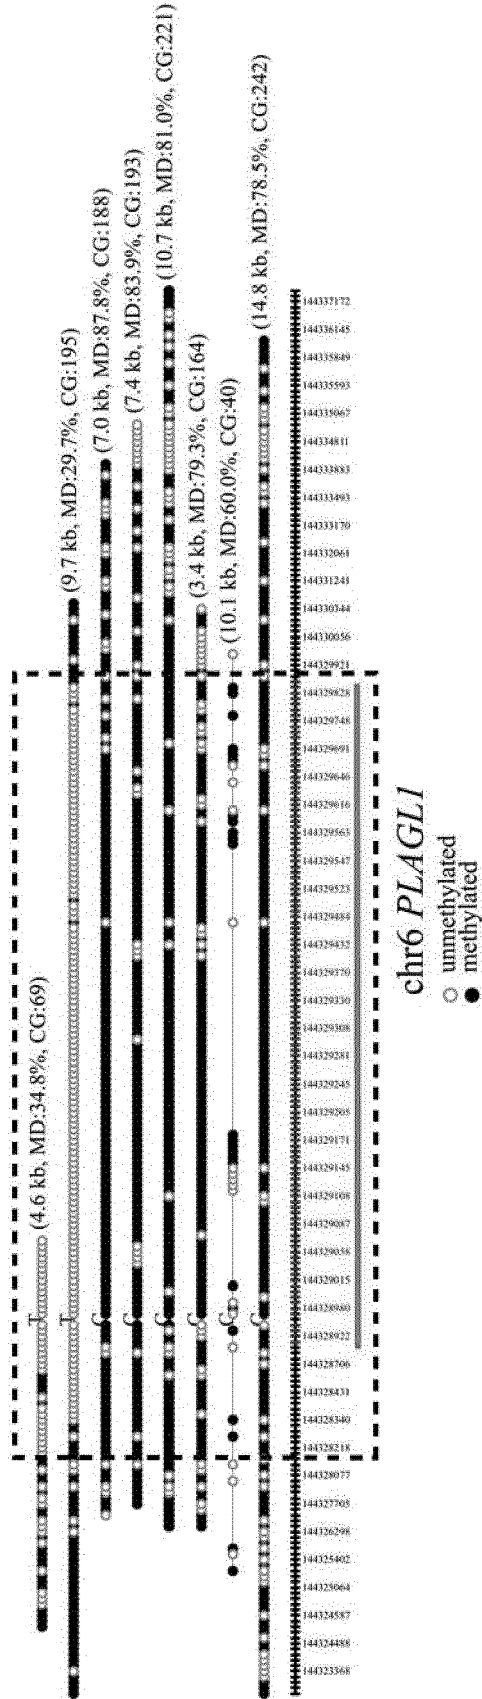 (4.6 kb, MD:34.8%, CG:69)
T
(9.7 kb, MD:29.7%, CG:195)
T
(7.0 kb, MD:87.8%, CG:188)
C
(7.4 kb, MD:83.9%, CG:193)
C
(10.7 kb, MD:81.0%, CG:221)
C
(3.4 kb, MD:79.3%, CG:164)
C
(10.1 kb, MD:60.0%, CG:40)
C
(14.8 kb, MD:78.5%, CG:242)
C
144323368
144324488
144324587
144325064
144325402
144326298
144327705
144328077
144328218
144328340
144328431
144328706
144328922
144328980
144329015
144329058
144329087
144329108
144329145
144329171
144329205
144329245
144329281
144329308
144329330
144329370
144329432
144329484
144329523
144329547
144329563
144329616
144329646
144329691
144329748
144329828
144329921
144330056
144330344
144331241
144332061
144333170
144333493
144333883
144334811
144335067
144335593
144335849
144336145
144337172
chr6 PLAGL1
unmethylated
methylated